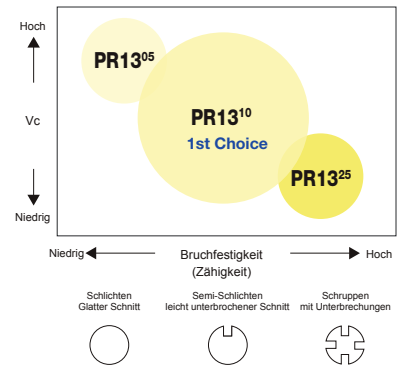 Hoch
PR1305
PR1310
1st Choice
Vc
PR1325
Niedrig
Niedrig
Bruchfestigkeit
(Zähigkeit)
Hoch
Schlichten
Glatter Schnitt
Semi-Schlichten
leicht unterbrochener Schnitt
Schruppen
mit Unterbrechungen